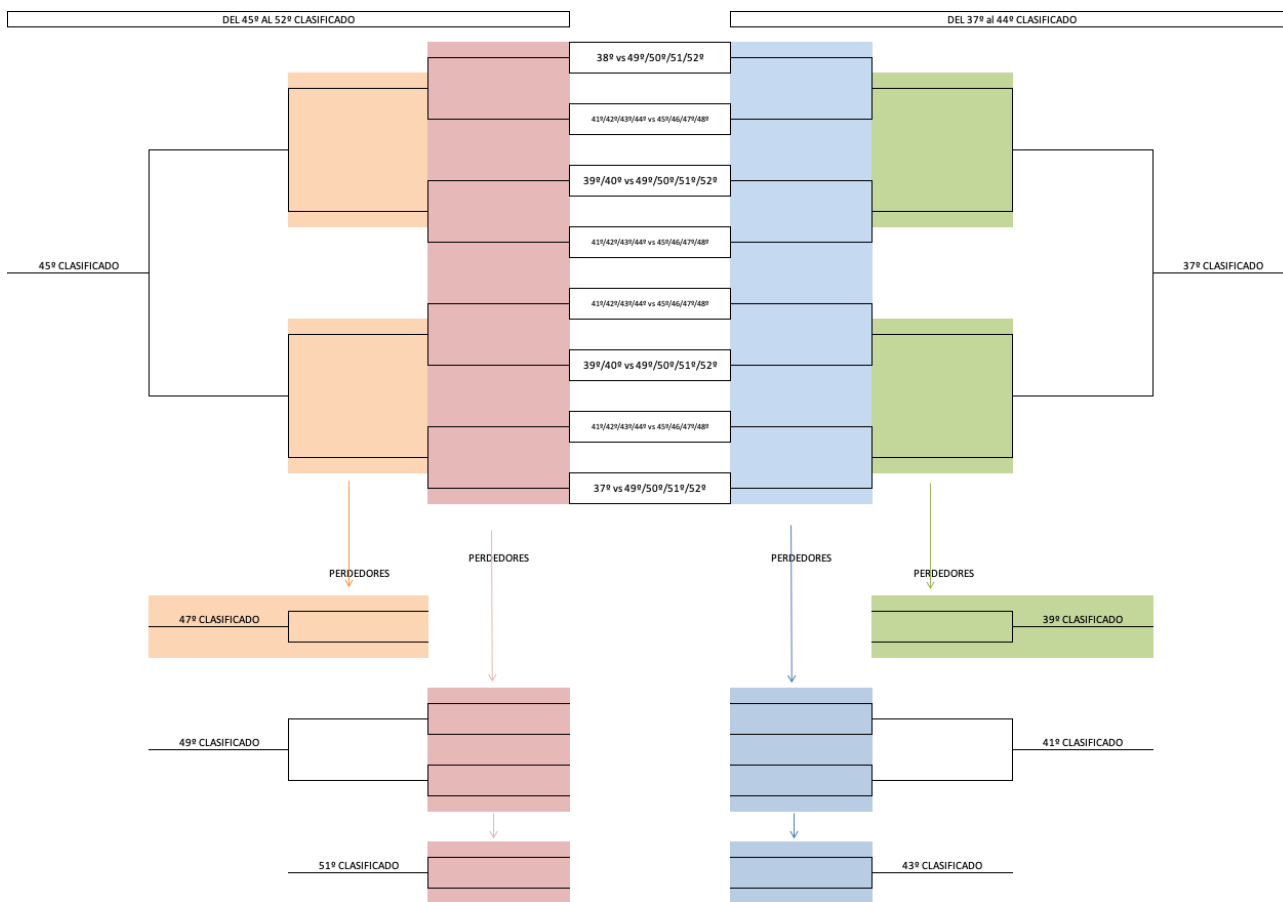 DEL 45º AL 52º CLASIFICADO
DEL 37º al 44º CLASIFICADO
38º vs 49º/50º/51/52º
41º/42º/43º/44º vs 45º/46/47º/48º
39º/40º vs 49º/50º/51º/52º
41º/42º/43º/44º vs 45º/46/47º/48º
45º CLASIFICADO
37º CLASIFICADO
41º/42º/43º/44º vs 45º/46/47º/48º
39º/40º vs 49º/50º/51º/52º
41º/42º/43º/44º vs 45º/46/47º/48º
37º vs 49º/50º/51º/52º
PERDEDORES
PERDEDORES
PERDEDORES
PERDEDORES
47º CLASIFICADO
39º CLASIFICADO
49º CLASIFICADO
41º CLASIFICADO
51º CLASIFICADO
43º CLASIFICADO